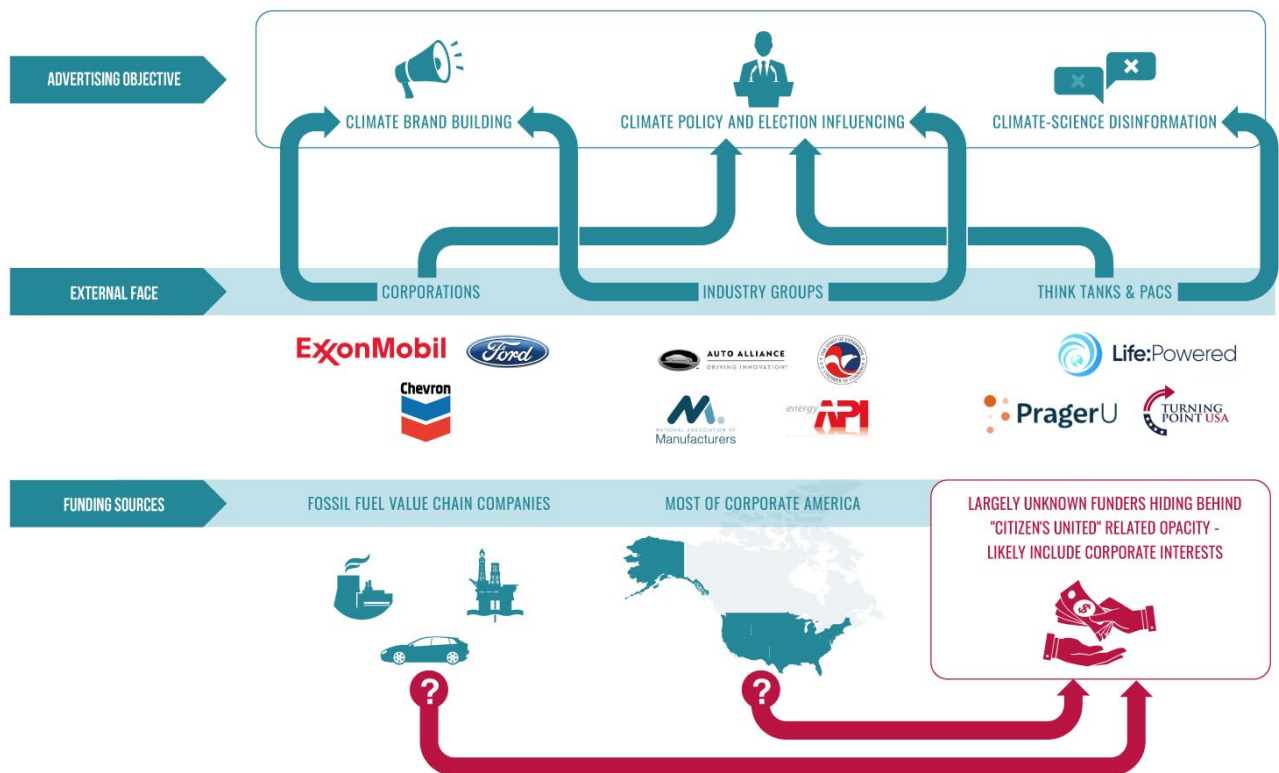 ADVERTISING OBJECTIVE
CLIMATE BRAND BUILDING
CLIMATE POLICY AND ELECTION INFLUENCING
CLIMATE-SCIENCE DISINFORMATION
EXTERNAL FACE
CORPORATIONS
INDUSTRY GROUPS
THINK TANKS & PACS
ExxonMobil
Ford
Chevron
AUTO ALLIANCE
DRIVING INNOVATION
NATIONAL ASSOCIATION OF
Manufacturers
energy API
Life:Powered
PragerU
TURNING
POINT USA
FUNDING SOURCES
FOSSIL FUEL VALUE CHAIN COMPANIES
MOST OF CORPORATE AMERICA
LARGELY UNKNOWN FUNDERS HIDING BEHIND
"CITIZEN'S UNITED" RELATED OPACITY -
LIKELY INCLUDE CORPORATE INTERESTS
$
?
?